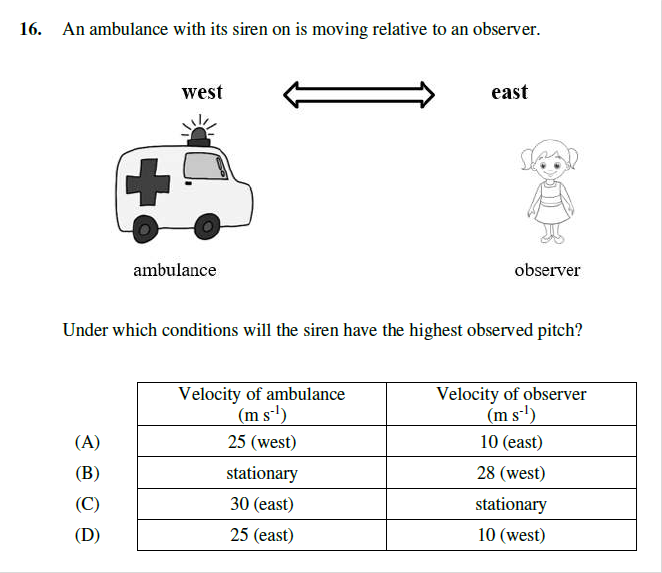 16. An ambulance with its siren on is moving relative to an observer.
west east
ambulance observer
Under which conditions will the siren have the highest observed pitch?
Velocity of ambulance (m s⁻¹) Velocity of observer (m s⁻¹)
(A) 25 (west) 10 (east)
(B) stationary 28 (west)
(C) 30 (east) stationary
(D) 25 (east) 10 (west)